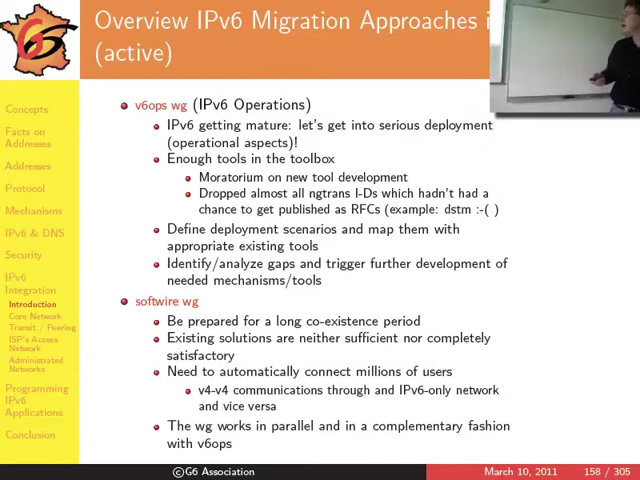 Overview IPv6 Migration Approaches i
(active)
G6
Concepts
Facts on
Addresses
Addresses
Protocol
Mechanisms
IPv6 & DNS
Security
IPv6
Integration
Introduction
Core Network
Transit / Peering
ISP's Access
Network
Administrated
Networks
Programming
IPv6
Applications
Conclusion
v6ops wg (IPv6 Operations)
IPv6 getting mature: let's get into serious deployment
(operational aspects)!
Enough tools in the toolbox
Moratorium on new tool development
Dropped almost all ngtrans I-Ds which hadn't had a
chance to get published as RFCs (example: dstm :-( )
Define deployment scenarios and map them with
appropriate existing tools
Identify/analyze gaps and trigger further development of
needed mechanisms/tools
softwire wg
Be prepared for a long co-existence period
Existing solutions are neither sufficient nor completely
satisfactory
Need to automatically connect millions of users
v4-v4 communications through and IPv6-only network
and vice versa
The wg works in parallel and in a complementary fashion
with v6ops
©G6 Association
March 10, 2011
158 / 305